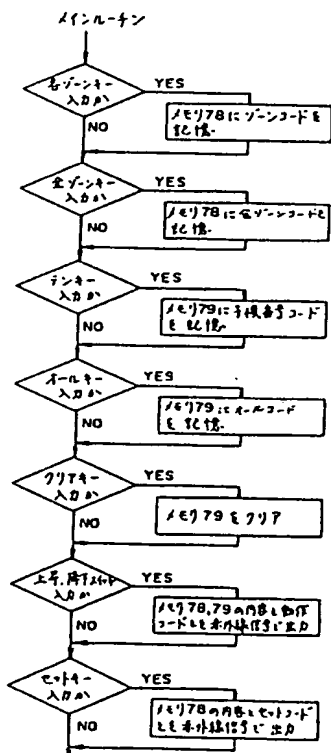 メインルーチン
各ゾーンキー
入力か
YES
メモリ78にゾーンコードを
記憶.
NO
全ゾーンキー
入力か
YES
メモリ78に全ゾーンコードを
記憶.
NO
テンキー
入力か
YES
メモリ79に子機番号コード
を記憶.
NO
オールキー
入力か
YES
メモリ79にオールコード
を記憶.
NO
クリアキー
入力か
YES
メモリ79をクリア
NO
上昇,降下スイッチ
入力か
YES
メモリ78,79の内容と動作
コードとを赤外線信号で出力
NO
セットキー
入力か
YES
メモリ78の内容とセットコード
とを赤外線信号で出力
NO